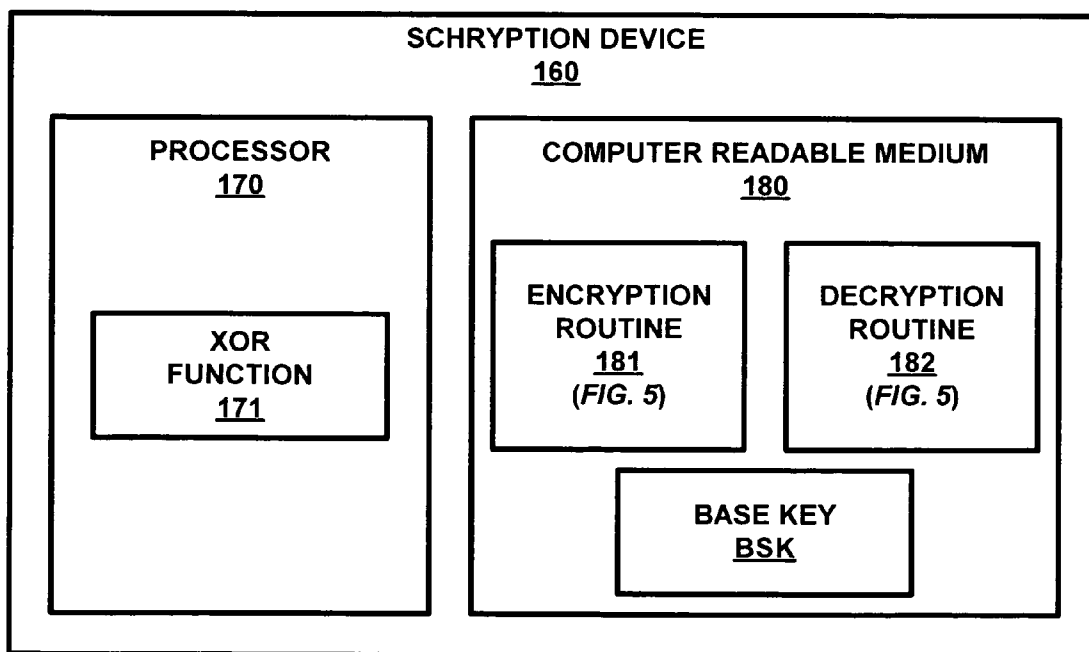 SCHRYPTION DEVICE
160
PROCESSOR
170
XOR
FUNCTION
171
COMPUTER READABLE MEDIUM
180
ENCRYPTION
ROUTINE
181
(FIG. 5)
DECRYPTION
ROUTINE
182
(FIG. 5)
BASE KEY
BSK